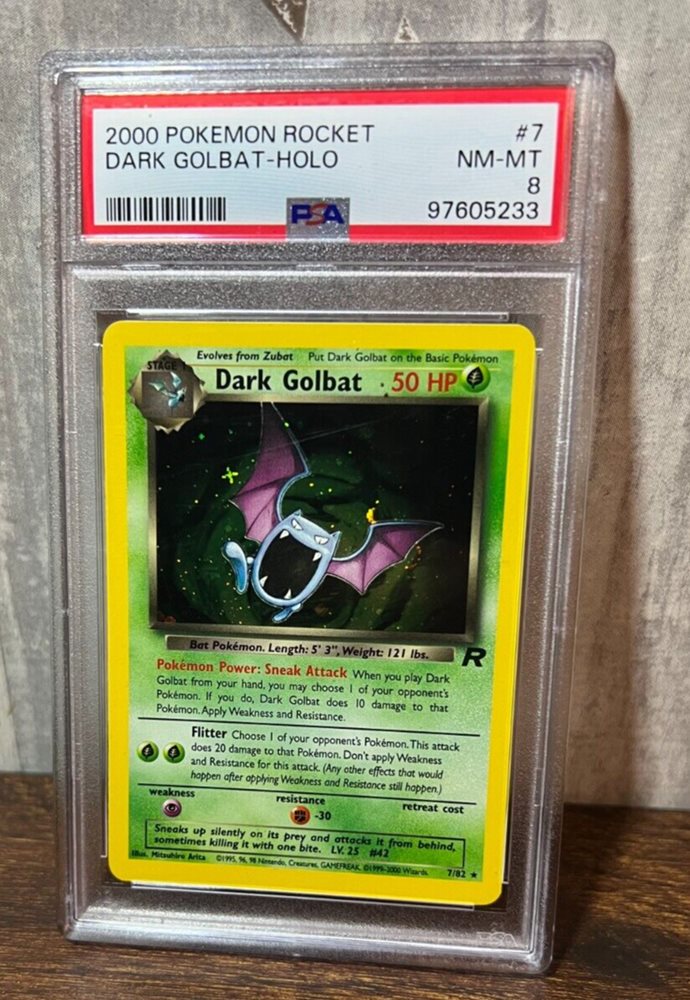 2000 POKEMON ROCKET #7
DARK GOLBAT-HOLO NM-MT
8
PSA 97605233
Evolves from Zubat Put Dark Golbat on the Basic Pokémon
STAGE 1
Dark Golbat 50 HP
Bat Pokémon. Length: 5' 3", Weight: 121 lbs.
R
Pokémon Power: Sneak Attack When you play Dark
Golbat from your hand, you may choose 1 of your opponent's
Pokémon. If you do, Dark Golbat does 10 damage to that
Pokémon. Apply Weakness and Resistance.
Flitter Choose 1 of your opponent's Pokémon. This attack
does 20 damage to that Pokémon. Don't apply Weakness
and Resistance for this attack. (Any other effects that would
happen after applying Weakness and Resistance still happen.)
weakness resistance retreat cost
-30
Sneaks up silently on its prey and attacks it from behind,
sometimes killing it with one bite. LV. 25 #42
Illus. Mitsuhiro Arita ©1995, 96, 98 Nintendo, Creatures, GAMEFREAK. ©1999-2000 Wizards. 7/82 ★